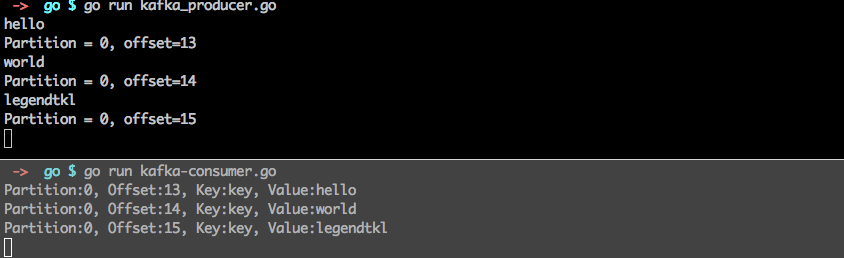 -> go $ go run kafka_producer.go
hello
Partition = 0, offset=13
world
Partition = 0, offset=14
legendtkl
Partition = 0, offset=15
-> go $ go run kafka-consumer.go
Partition:0, Offset:13, Key:key, Value:hello
Partition:0, Offset:14, Key:key, Value:world
Partition:0, Offset:15, Key:key, Value:legendtkl